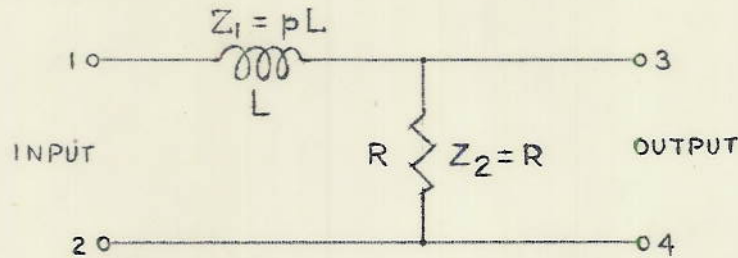 Z₁ = pL
1
3
L
INPUT
R
Z₂ = R
OUTPUT
2
4